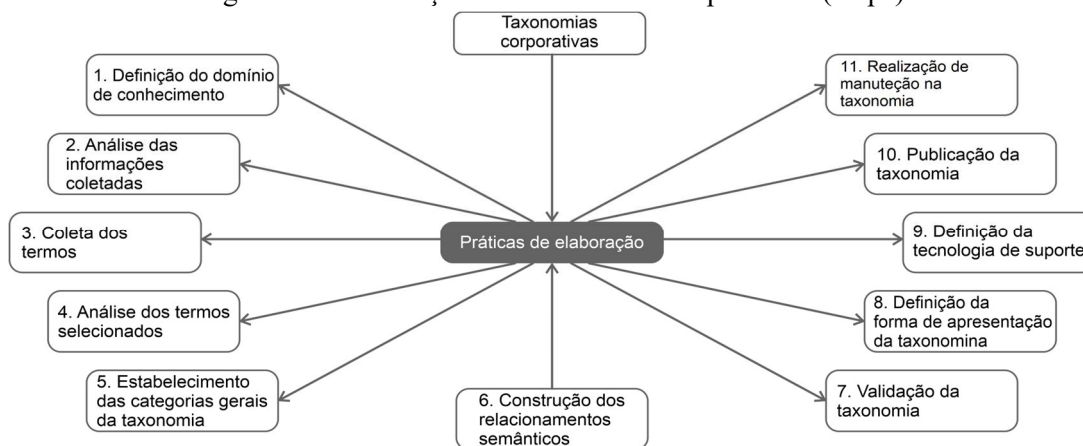 Taxonomias
corporativas
1. Definição do domínio
de conhecimento
2. Análise das
informações
coletadas
3. Coleta dos
termos
4. Análise dos termos
selecionados
5. Estabelecimento
das categorias gerais
da taxonomia
6. Construção dos
relacionamentos
semânticos
Práticas de elaboração
11. Realização de
manuteção na
taxonomia
10. Publicação da
taxonomia
9. Definição da
tecnologia de suporte
8. Definição da
forma de apresentação
da taxonomina
7. Validação da
taxonomia